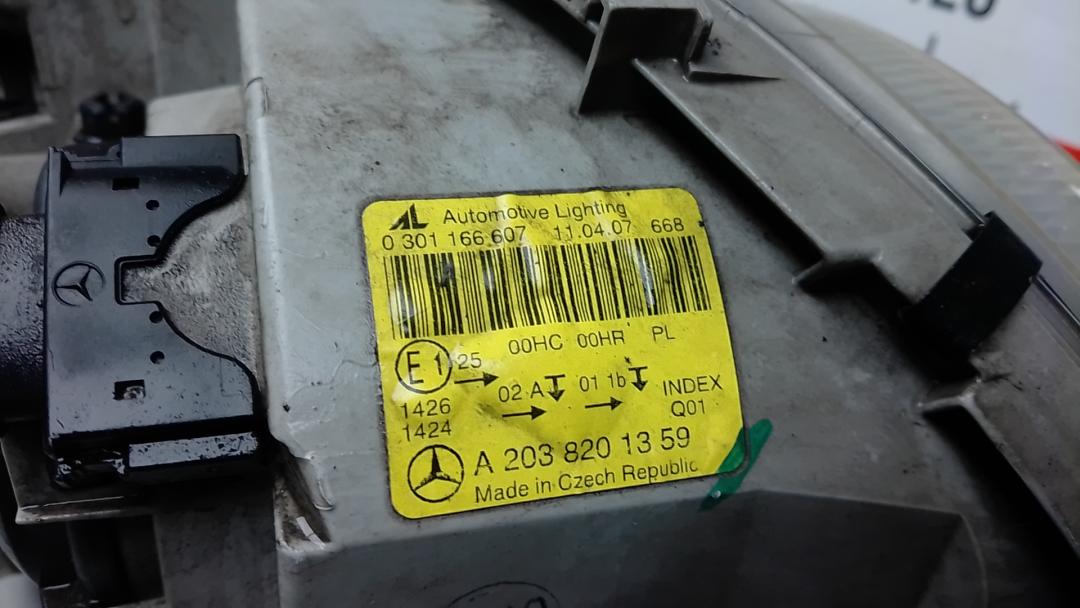 AL Automotive Lighting
0 301 166 607 11.04.07 668
E1 25 00HC 00HR PL
02 A 01 1b INDEX
1426 Q01
1424
A 203 820 13 59
Made in Czech Republic